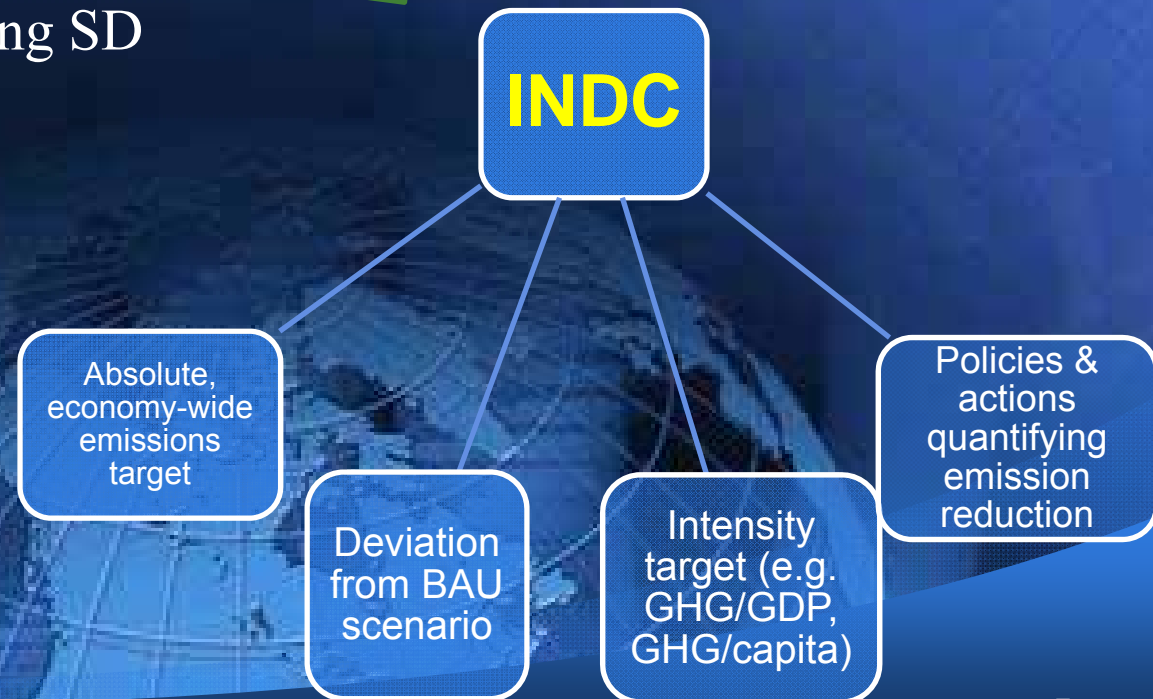 ng SD
INDC
Absolute,
economy-wide
emissions
target
Deviation
from BAU
scenario
Intensity
target (e.g.
GHG/GDP,
GHG/capita)
Policies &
actions
quantifying
emission
reduction